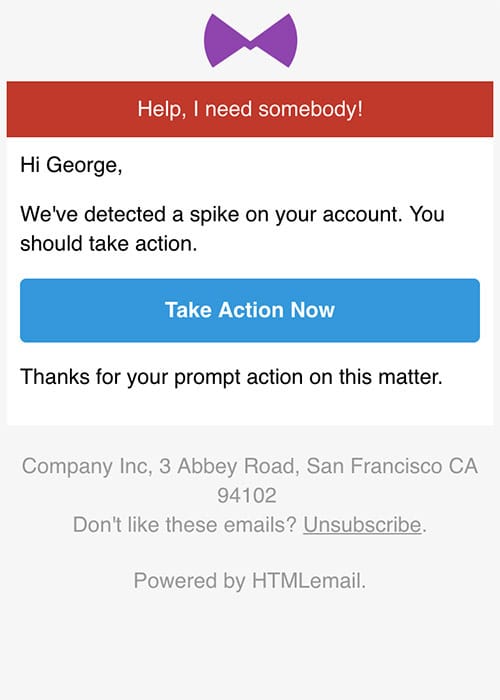 Help, I need somebody!
Hi George,
We've detected a spike on your account. You
should take action.
Take Action Now
Thanks for your prompt action on this matter.
Company Inc, 3 Abbey Road, San Francisco CA
94102
Don't like these emails? Unsubscribe.
Powered by HTMLemail.